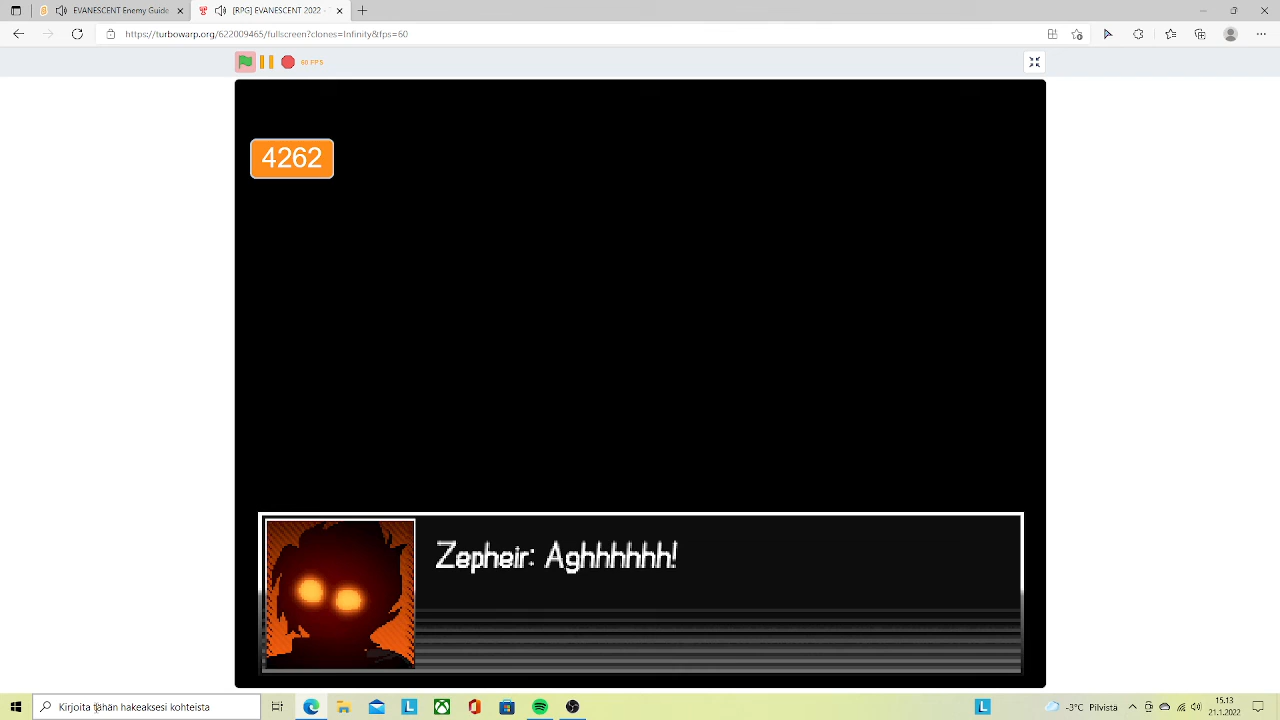 EVANESCENT Energy Guide
[RPG] EVANESCENT 2022 -
https://turbowarp.org/622009465/fullscreen?clones=Infinity&fps=60
60 FPS
4262
Zepheir: Aghhhhhh!
Kirjoita tähän hakeaksesi kohteista
-3°C Pilvistä
15.13
21.1.2022